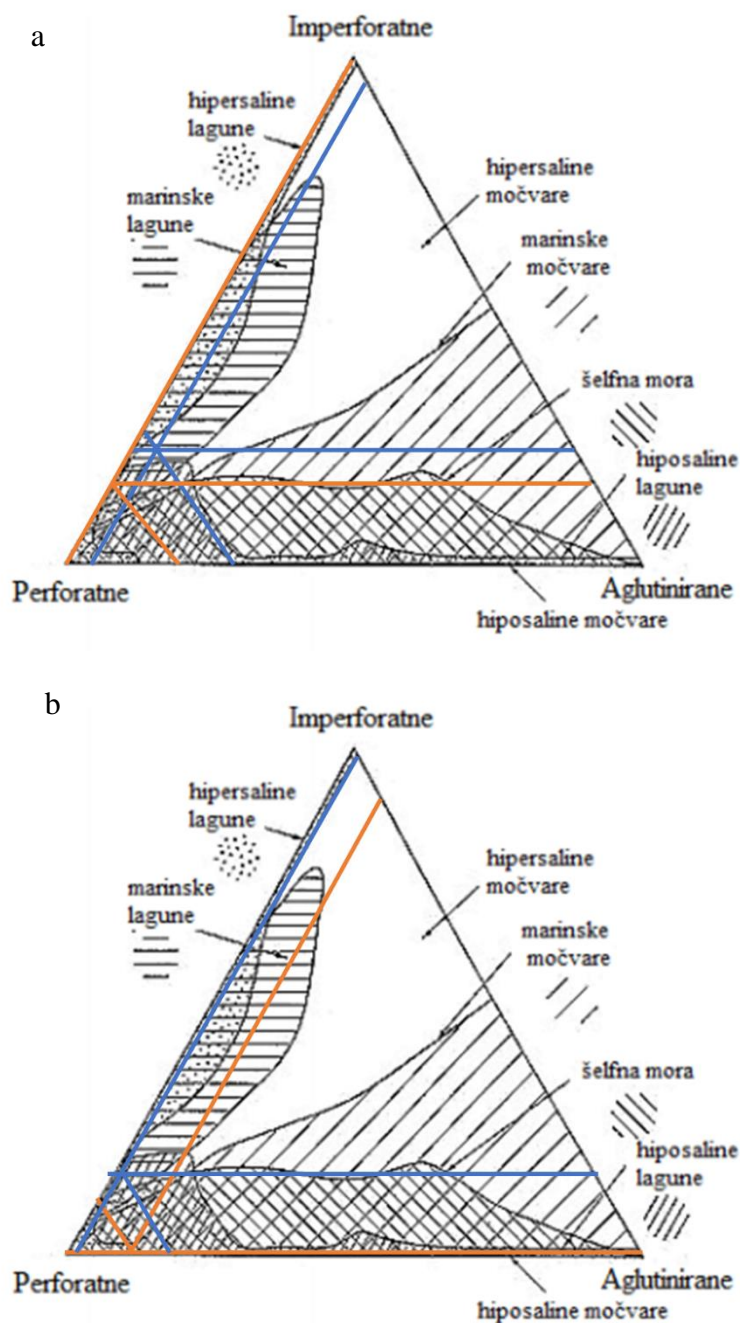 a
Imperforatne
hipersaline
lagune
marinske
lagune
hipersaline
močvare
marinske
močvare
šelfna mora
hiposaline
lagune
Perforatne
Aglutinirane
hiposaline močvare
b
Imperforatne
hipersaline
lagune
marinske
lagune
hipersaline
močvare
marinske
močvare
šelfna mora
hiposaline
lagune
Perforatne
Aglutinirane
hiposaline močvare